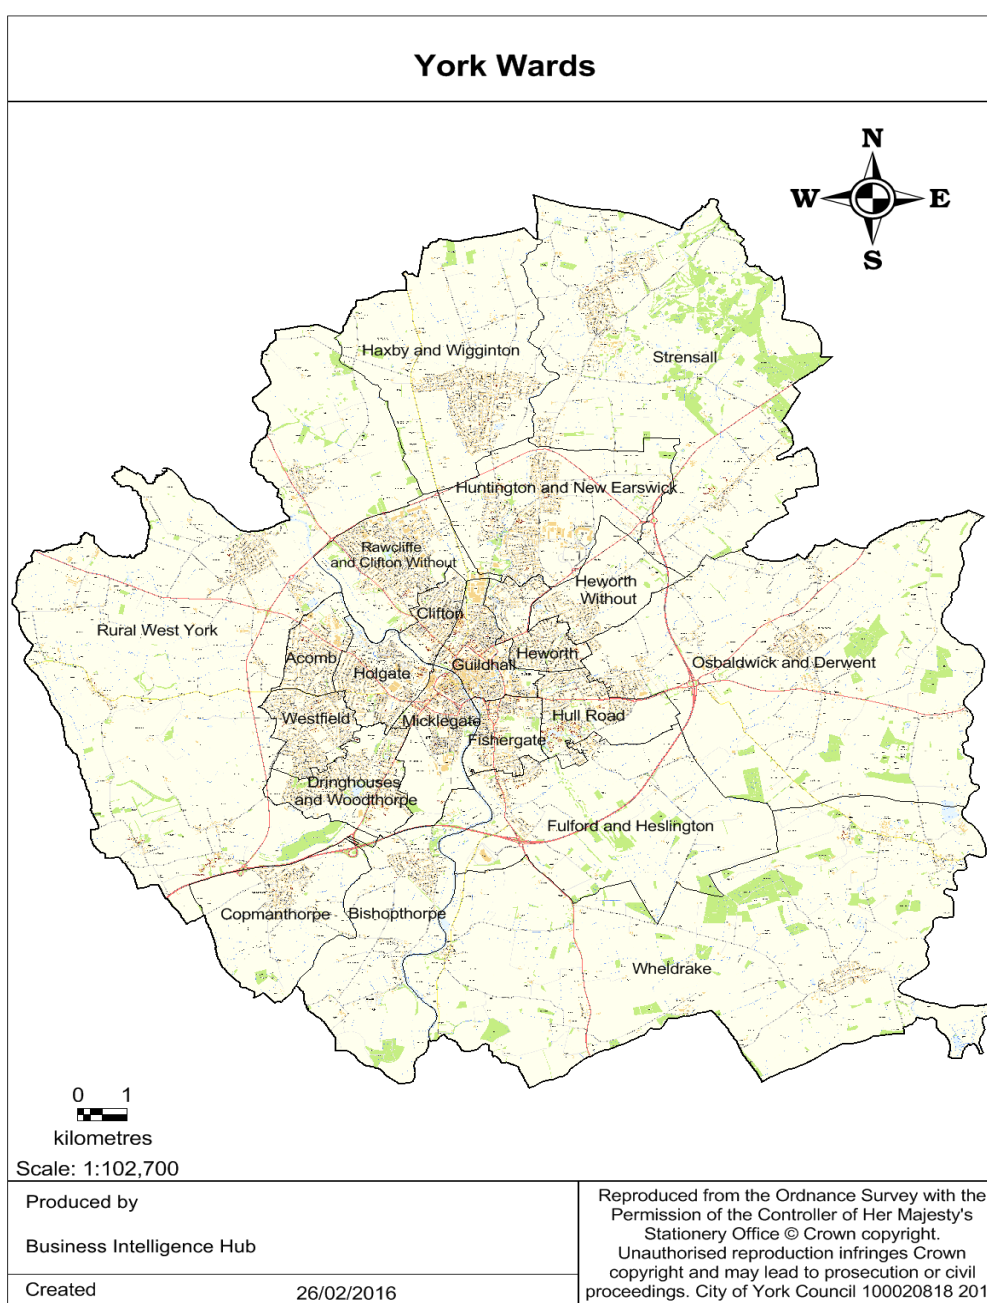 York Wards
N
W E
S
Haxby and Wigginton
Strensall
Huntington and New Earswick
Rawcliffe
and Clifton Without
Heworth
Without
Clifton
Rural West York
Acomb
Holgate
Guildhall
Heworth
Osbaldwick and Derwent
Westfield
Micklegate
Hull Road
Fishergate
Dringhouses
and Woodthorpe
Fulford and Heslington
Copmanthorpe
Bishopthorpe
Wheldrake
0 1
kilometres
Scale: 1:102,700
Produced by
Business Intelligence Hub
Created 26/02/2016
Reproduced from the Ordnance Survey with the
Permission of the Controller of Her Majesty's
Stationery Office © Crown copyright.
Unauthorised reproduction infringes Crown
copyright and may lead to prosecution or civil
proceedings. City of York Council 100020818 201